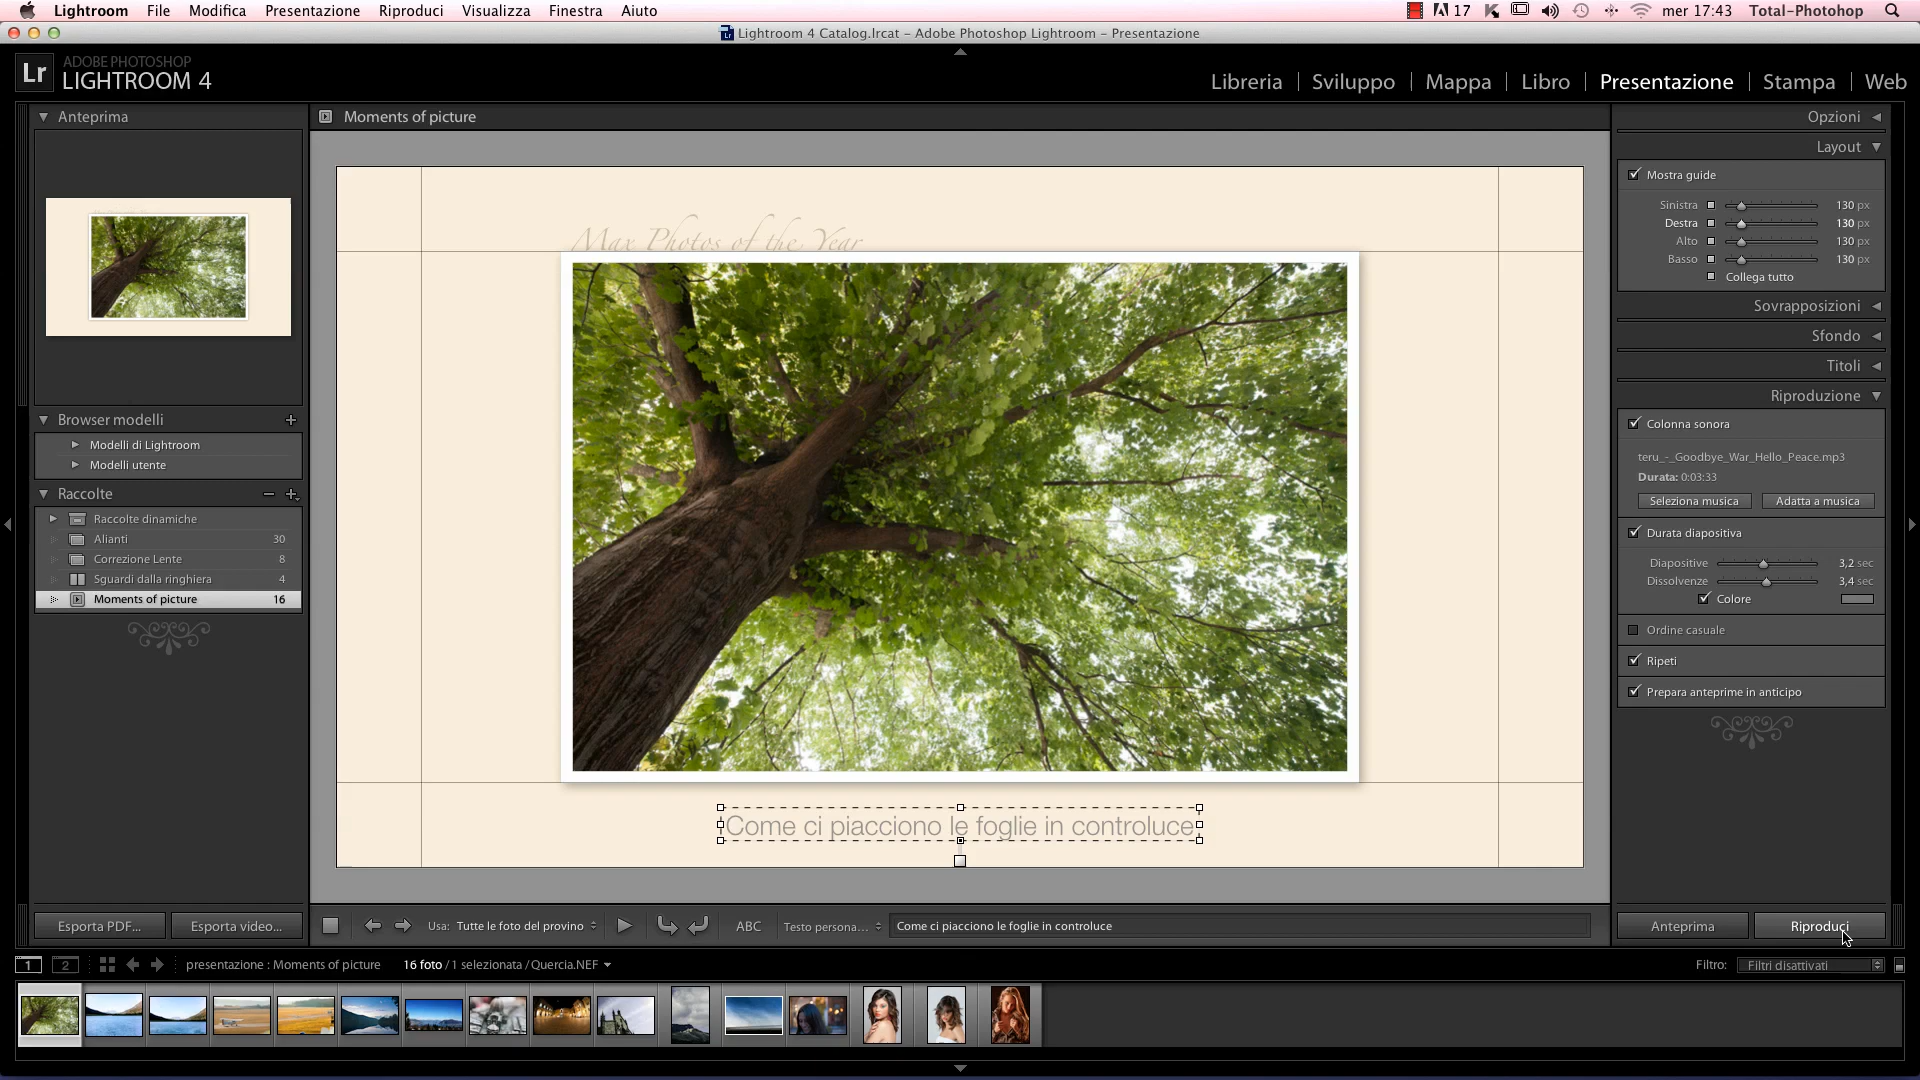 Lightroom File Modifica Presentazione Riproduci Visualizza Finestra Aiuto 17 mer 17:43 Total-Photohop
Lightroom 4 Catalog.lrcat – Adobe Photoshop Lightroom – Presentazione
Lr ADOBE PHOTOSHOP
LIGHTROOM 4
Libreria | Sviluppo | Mappa | Libro | Presentazione | Stampa | Web
Anteprima
Browser modelli
Modelli di Lightroom
Modelli utente
Raccolte
Raccolte dinamiche
Alianti 30
Correzione Lente 8
Sguardi dalla ringhiera 4
Moments of picture 16
Esporta PDF... Esporta video...
Moments of picture
Max Photos of the Year
Come ci piacciono le foglie in controluce
Usa: Tutte le foto del provino ABC Testo persona... Come ci piacciono le foglie in controluce
Opzioni
Layout
Mostra guide
Sinistra 130 px
Destra 130 px
Alto 130 px
Basso 130 px
Collega tutto
Sovrapposizioni
Sfondo
Titoli
Riproduzione
Colonna sonora
teru_-_Goodbye_War_Hello_Peace.mp3
Durata: 0:03:33
Seleziona musica Adatta a musica
Durata diapositiva
Diapositive 3,2 sec
Dissolvenze 3,4 sec
Colore
Ordine casuale
Ripeti
Prepara anteprime in anticipo
Anteprima Riproduci
1 2 presentazione : Moments of picture 16 foto / 1 selezionata / Quercia.NEF Filtro: Filtri disattivati